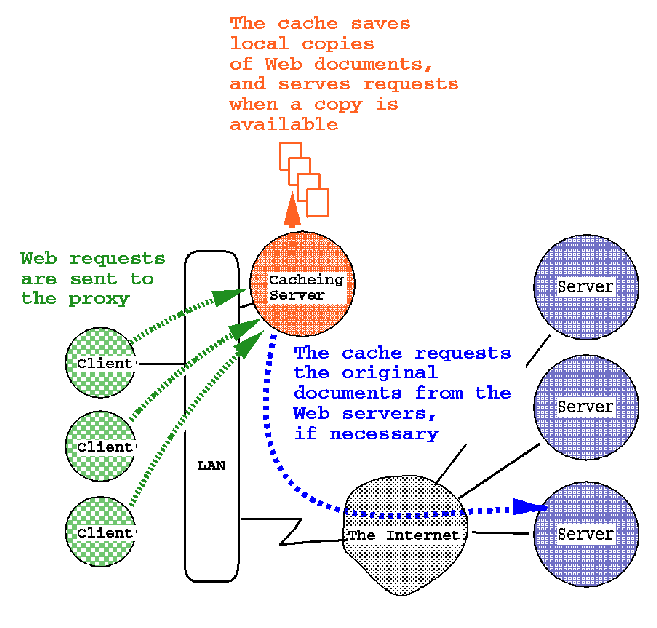 The cache saves
local copies
of Web documents,
and serves requests
when a copy is
available
Web requests
are sent to
the proxy
Cacheing
Server
Server
Client
The cache requests
the original
documents from the
Web servers,
if necessary
Server
Client
LAN
Client
The Internet
Server